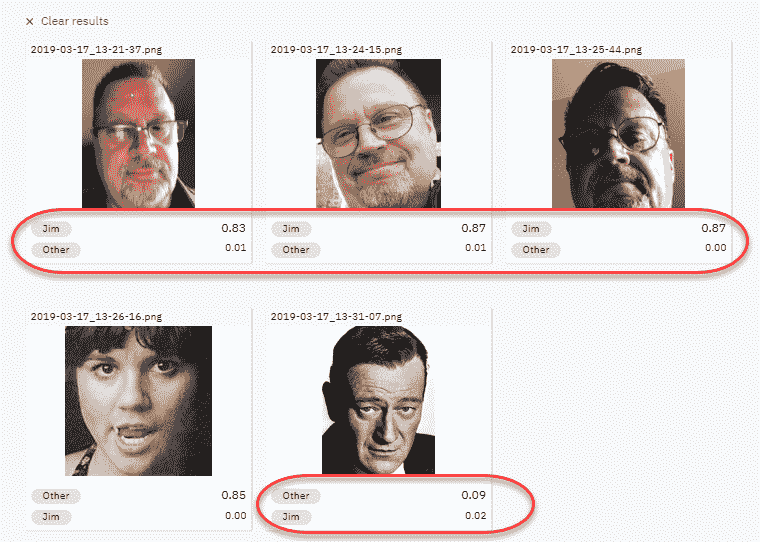 × Clear results
2019-03-17_13-21-37.png 2019-03-17_13-24-15.png 2019-03-17_13-25-44.png
Jim 0.83 Jim 0.87 Jim 0.87
Other 0.01 Other 0.01 Other 0.00
2019-03-17_13-26-16.png 2019-03-17_13-31-07.png
Other 0.85 Other 0.09
Jim 0.00 Jim 0.02